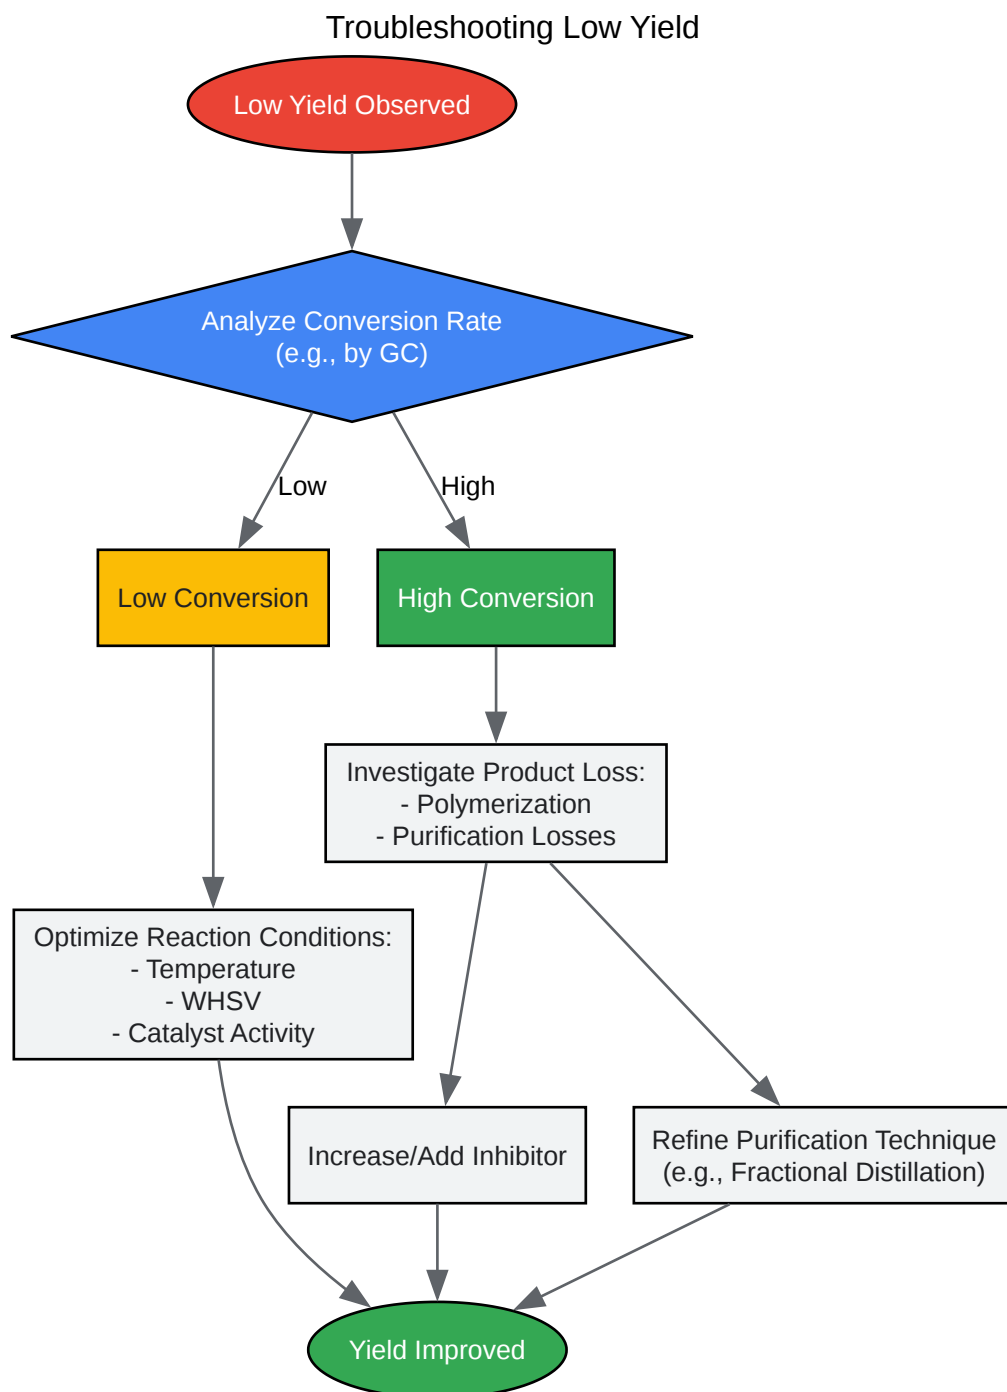 Troubleshooting Low Yield
Low Yield Observed
Analyze Conversion Rate
(e.g., by GC)
Low
High
Low Conversion
High Conversion
Investigate Product Loss:
- Polymerization
- Purification Losses
Optimize Reaction Conditions:
- Temperature
- WHSV
- Catalyst Activity
Increase/Add Inhibitor
Refine Purification Technique
(e.g., Fractional Distillation)
Yield Improved